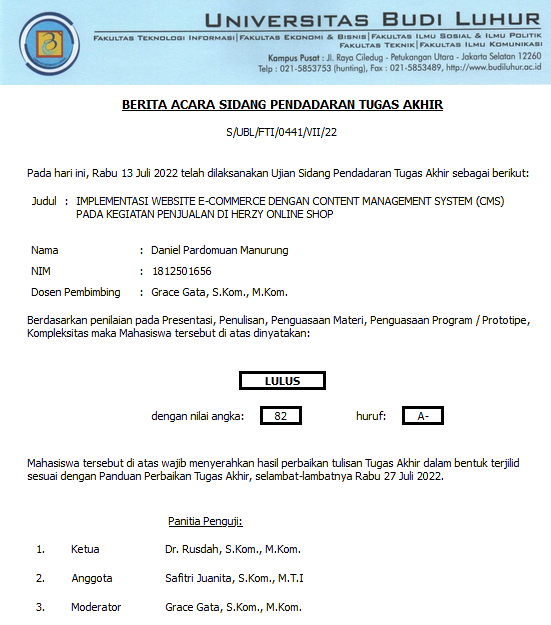 UNIVERSITAS BUDI LUHUR
FAKULTAS TEKNOLOGI INFORMASI|FAKULTAS EKONOMI & BISNIS|FAKULTAS ILMU SOSIAL & ILMU POLITIK
FAKULTAS TEKNIK|FAKULTAS ILMU KOMUNIKASI
Kampus Pusat : Jl. Raya Ciledug - Petukangan Utara - Jakarta Selatan 12260
Telp : 021-5853753 (hunting), Fax : 021-5853489, http://www.budiluhur.ac.id
BERITA ACARA SIDANG PENDADARAN TUGAS AKHIR
S/UBL/FTI/0441/VII/22
Pada hari ini, Rabu 13 Juli 2022 telah dilaksanakan Ujian Sidang Pendadaran Tugas Akhir sebagai berikut:
Judul : IMPLEMENTASI WEBSITE E-COMMERCE DENGAN CONTENT MANAGEMENT SYSTEM (CMS)
PADA KEGIATAN PENJUALAN DI HERZY ONLINE SHOP
Nama : Daniel Pardomuan Manurung
NIM : 1812501656
Dosen Pembimbing : Grace Gata, S.Kom., M.Kom.
Berdasarkan penilaian pada Presentasi, Penulisan, Penguasaan Materi, Penguasaan Program / Prototipe,
Kompleksitas maka Mahasiswa tersebut di atas dinyatakan:
LULUS
dengan nilai angka: 82 huruf: A-
Mahasiswa tersebut di atas wajib menyerahkan hasil perbaikan tulisan Tugas Akhir dalam bentuk terjilid
sesuai dengan Panduan Perbaikan Tugas Akhir, selambat-lambatnya Rabu 27 Juli 2022.
Panitia Penguji:
1. Ketua Dr. Rusdah, S.Kom., M.Kom.
2. Anggota Safitri Juanita, S.Kom., M.T.I
3. Moderator Grace Gata, S.Kom., M.Kom.